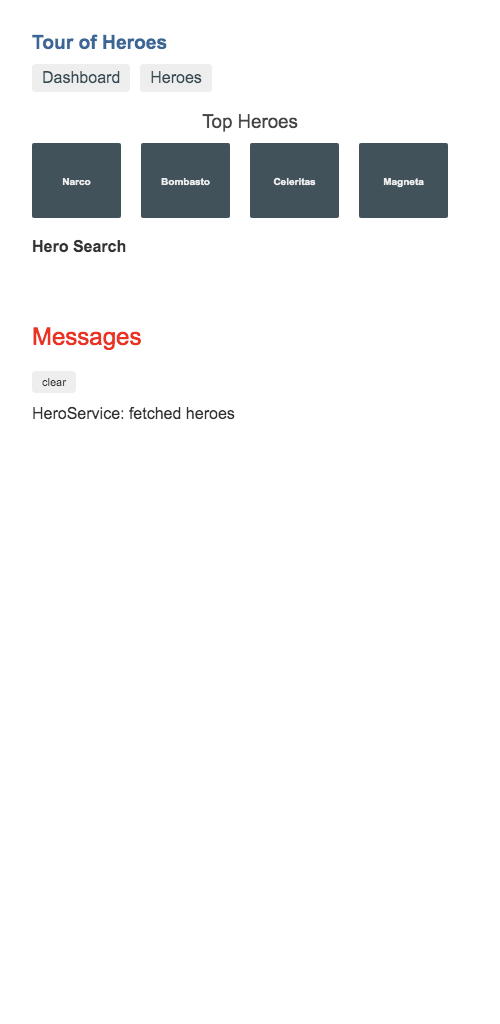 Tour of Heroes
Dashboard Heroes
Top Heroes
Narco Bombasto Celeritas Magneta
Hero Search
Messages
clear
HeroService: fetched heroes